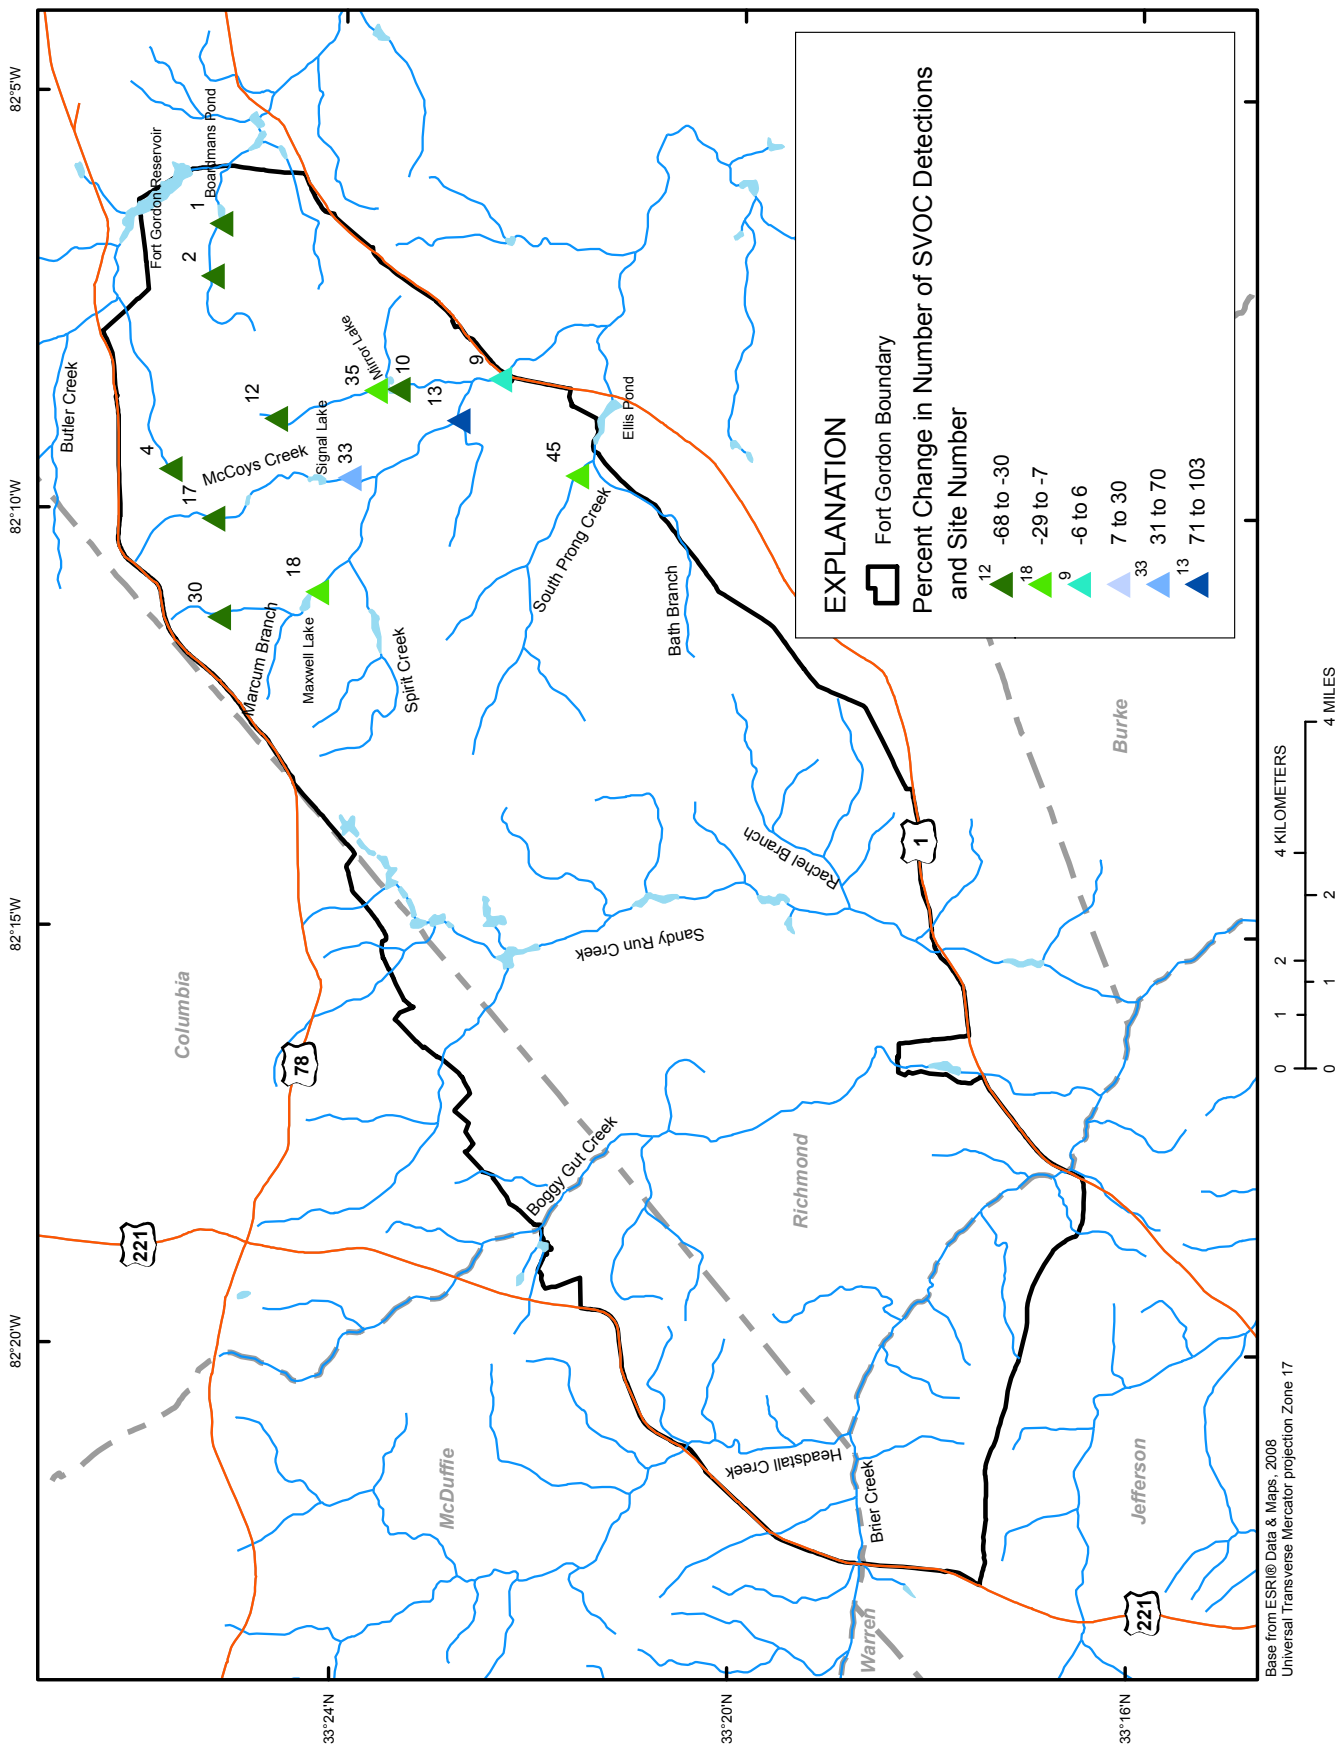 82°20'W
82°15'W
82°10'W
82°5'W
33°24'N
33°20'N
33°16'N
Columbia
McDuffie
Warren
Jefferson
Richmond
Burke
221
78
1
221
Butler Creek
Fort Gordon Reservoir
Boardmans Pond
McCoys Creek
Signal Lake
Mirror Lake
Marcum Branch
Maxwell Lake
Spirit Creek
South Prong Creek
Ellis Pond
Bath Branch
Rachel Branch
Sandy Run Creek
Boggy Gut Creek
Headstall Creek
Brier Creek
30
17
4
2
1
12
18
33
35
10
13
9
45
EXPLANATION
Fort Gordon Boundary
Percent Change in Number of SVOC Detections
and Site Number
12 -68 to -30
18 -29 to -7
9 -6 to 6
7 to 30
33 31 to 70
13 71 to 103
0 1 2 4 KILOMETERS
0 1 2 4 MILES
Base from ESRI® Data & Maps, 2008
Universal Transverse Mercator projection Zone 17